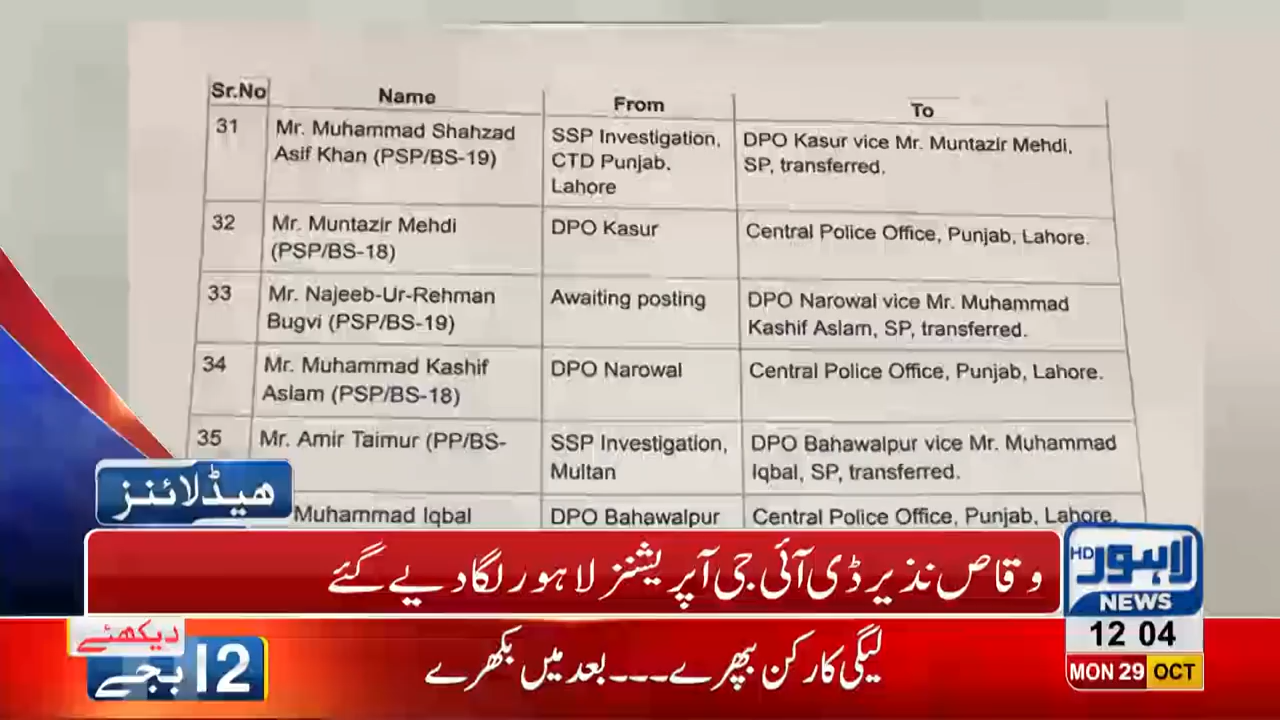 Sr.No Name From To
31 Mr. Muhammad Shahzad SSP Investigation, DPO Kasur vice Mr. Muntazir Mehdi,
Asif Khan (PSP/BS-19) CTD Punjab, SP, transferred.
Lahore
32 Mr. Muntazir Mehdi DPO Kasur Central Police Office, Punjab, Lahore.
(PSP/BS-18)
33 Mr. Najeeb-Ur-Rehman Awaiting posting DPO Narowal vice Mr. Muhammad
Bugvi (PSP/BS-19) Kashif Aslam, SP, transferred.
34 Mr. Muhammad Kashif DPO Narowal Central Police Office, Punjab, Lahore.
Aslam (PSP/BS-18)
35 Mr. Amir Taimur (PP/BS- SSP Investigation, DPO Bahawalpur vice Mr. Muhammad
Multan Iqbal, SP, transferred.
Muhammad Iqbal DPO Bahawalpur Central Police Office, Punjab, Lahore.
ھیڈلائنز
وقاص نذیر ڈی آئی جی آپریشنز لاہور لگا دیے گئے
HD لاہور
NEWS
12 04
MON 29 OCT
دیکھئے
12 بجے
لیگی کارکن بپھرے۔۔۔ بعد میں بکھرے